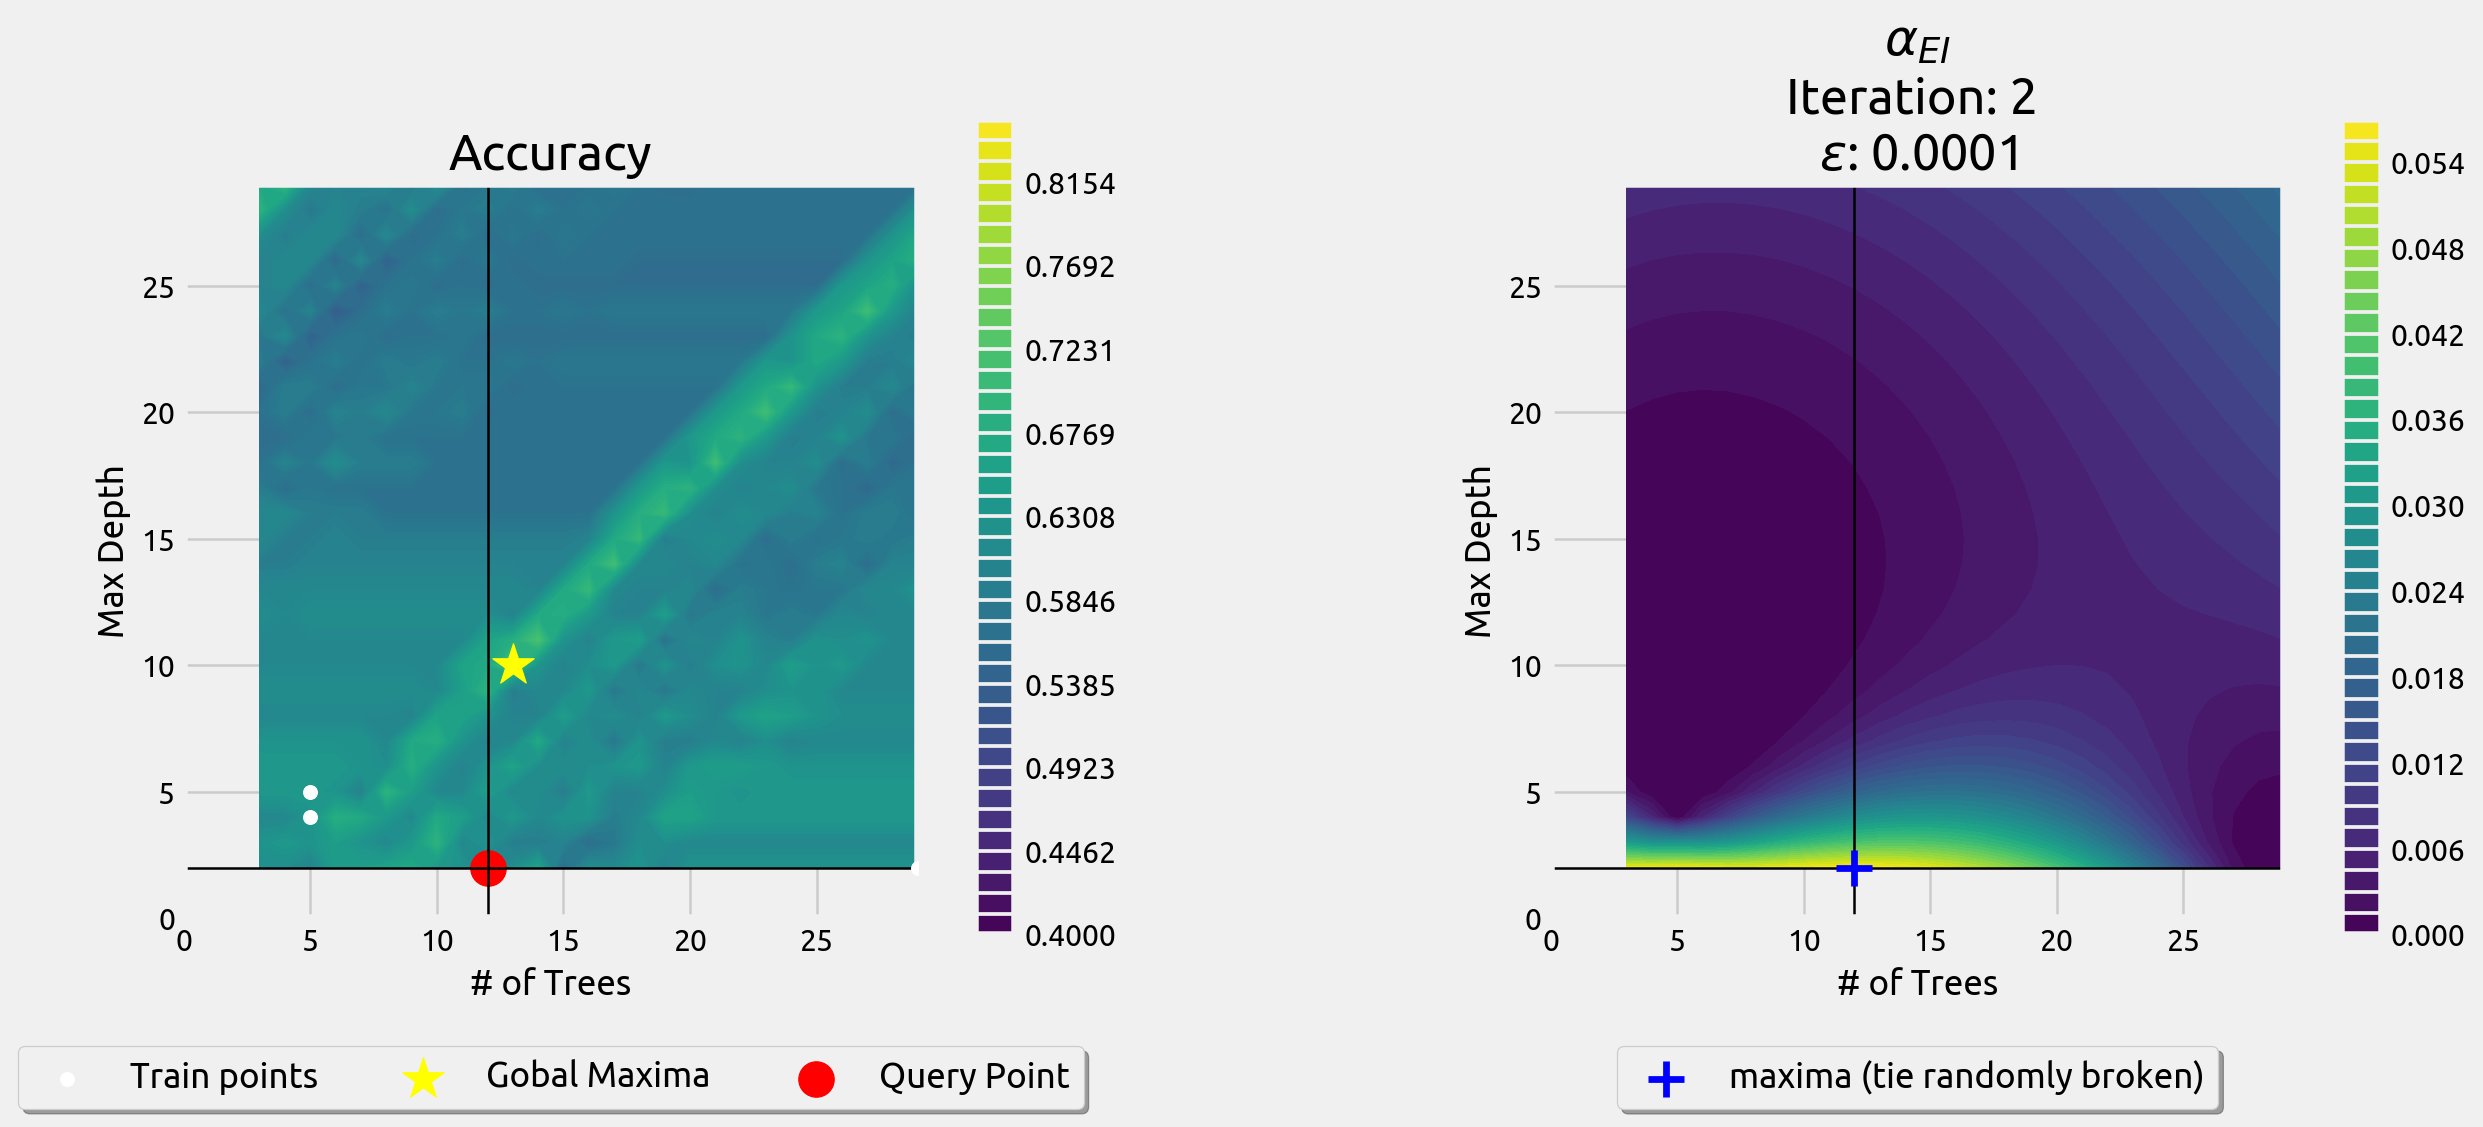 Accuracy
25
20
15
10
5
0
Max Depth
0 5 10 15 20 25
# of Trees
0.8154
0.7692
0.7231
0.6769
0.6308
0.5846
0.5385
0.4923
0.4462
0.4000
Train points
Gobal Maxima
Query Point
α_EI
Iteration: 2
ε: 0.0001
25
20
15
10
5
0
Max Depth
0 5 10 15 20 25
# of Trees
0.054
0.048
0.042
0.036
0.030
0.024
0.018
0.012
0.006
0.000
maxima (tie randomly broken)